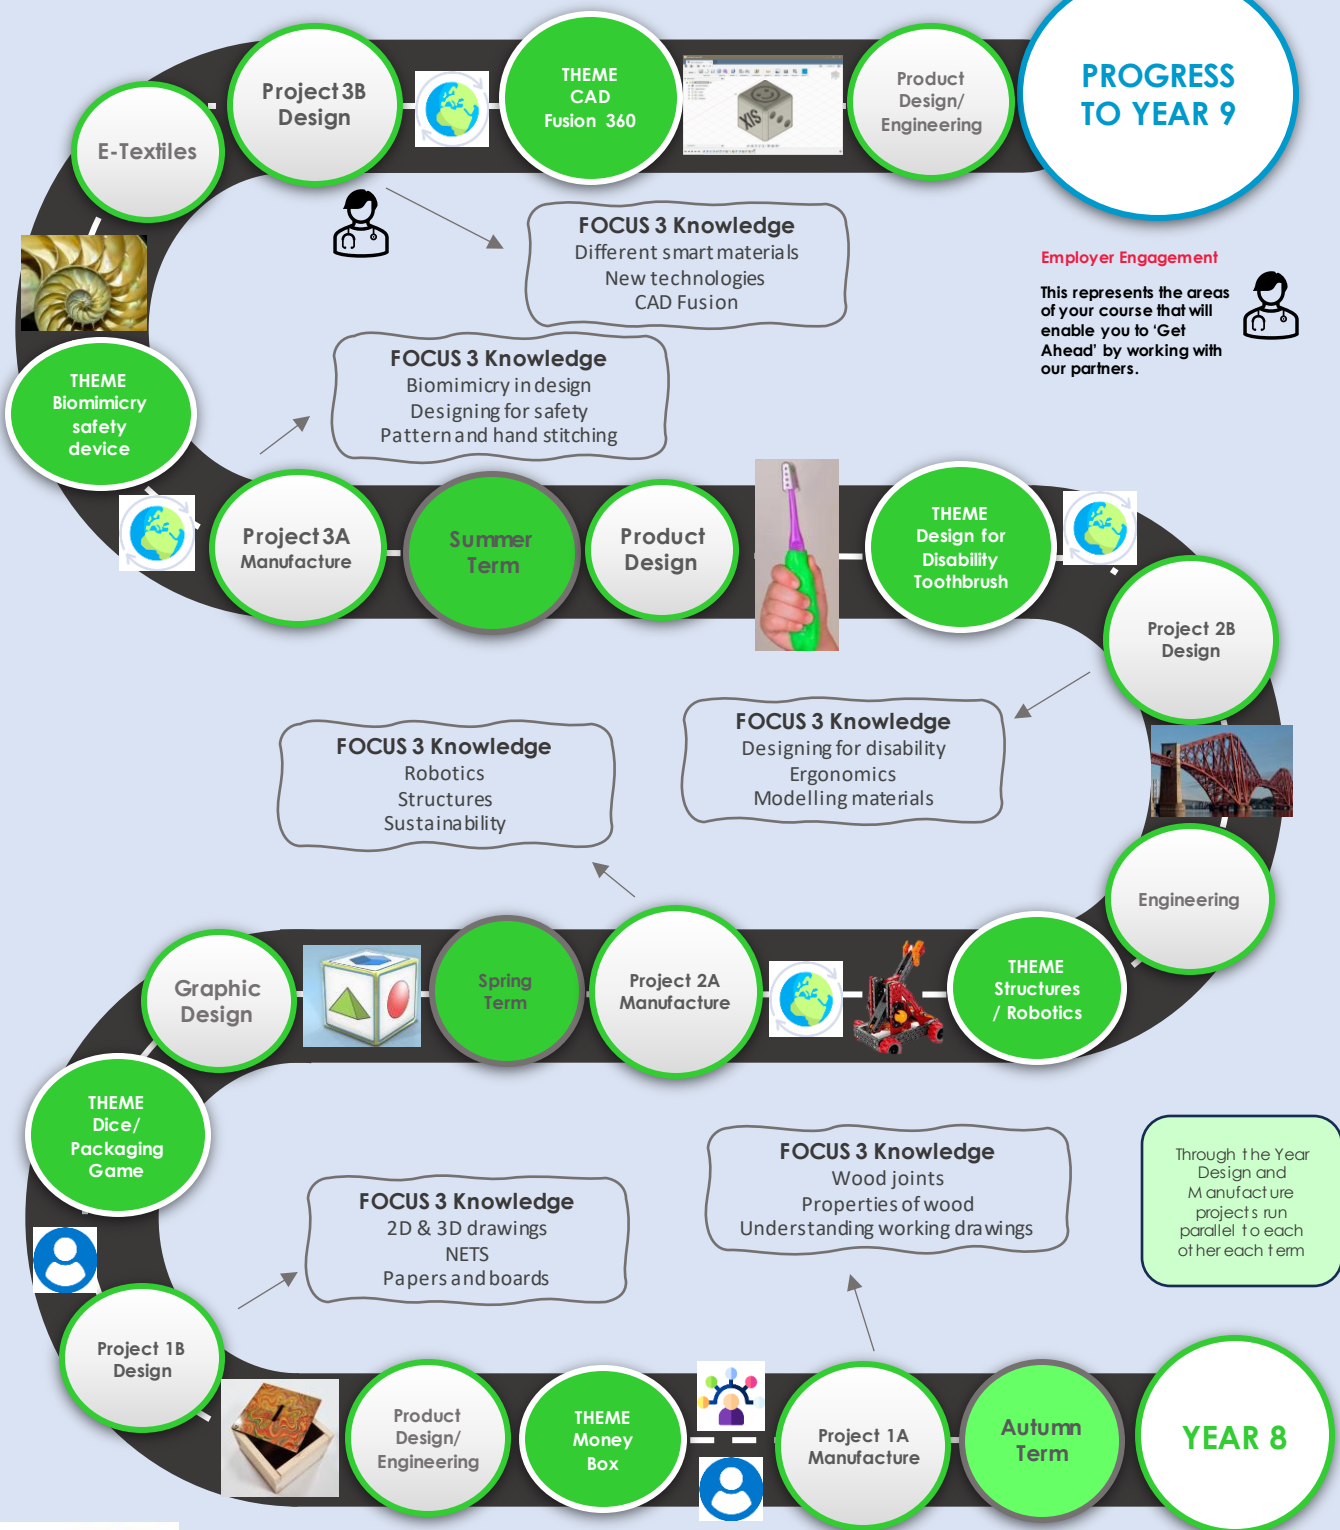 PROGRESS
TO YEAR 9
Product
Design/
Engineering
THEME
CAD
Fusion 360
Project 3B
Design
E-Textiles
FOCUS 3 Knowledge
Different smart materials
New technologies
CAD Fusion
Employer Engagement
This represents the areas
of your course that will
enable you to ‘Get
Ahead’ by working with
our partners.
THEME
Biomimicry
safety
device
FOCUS 3 Knowledge
Biomimicry in design
Designing for safety
Pattern and hand stitching
Project 3A
Manufacture
Summer
Term
Product
Design
THEME
Design for
Disability
Toothbrush
Project 2B
Design
FOCUS 3 Knowledge
Robotics
Structures
Sustainability
FOCUS 3 Knowledge
Designing for disability
Ergonomics
Modelling materials
Engineering
Graphic
Design
Spring
Term
Project 2A
Manufacture
THEME
Structures
/ Robotics
THEME
Dice/
Packaging
Game
FOCUS 3 Knowledge
2D & 3D drawings
NETS
Papers and boards
FOCUS 3 Knowledge
Wood joints
Properties of wood
Understanding working drawings
Through the Year
Design and
Manufacture
projects run
parallel to each
other each term
Project 1B
Design
Product
Design/
Engineering
THEME
Money
Box
Project 1A
Manufacture
Autumn
Term
YEAR 8
SIX